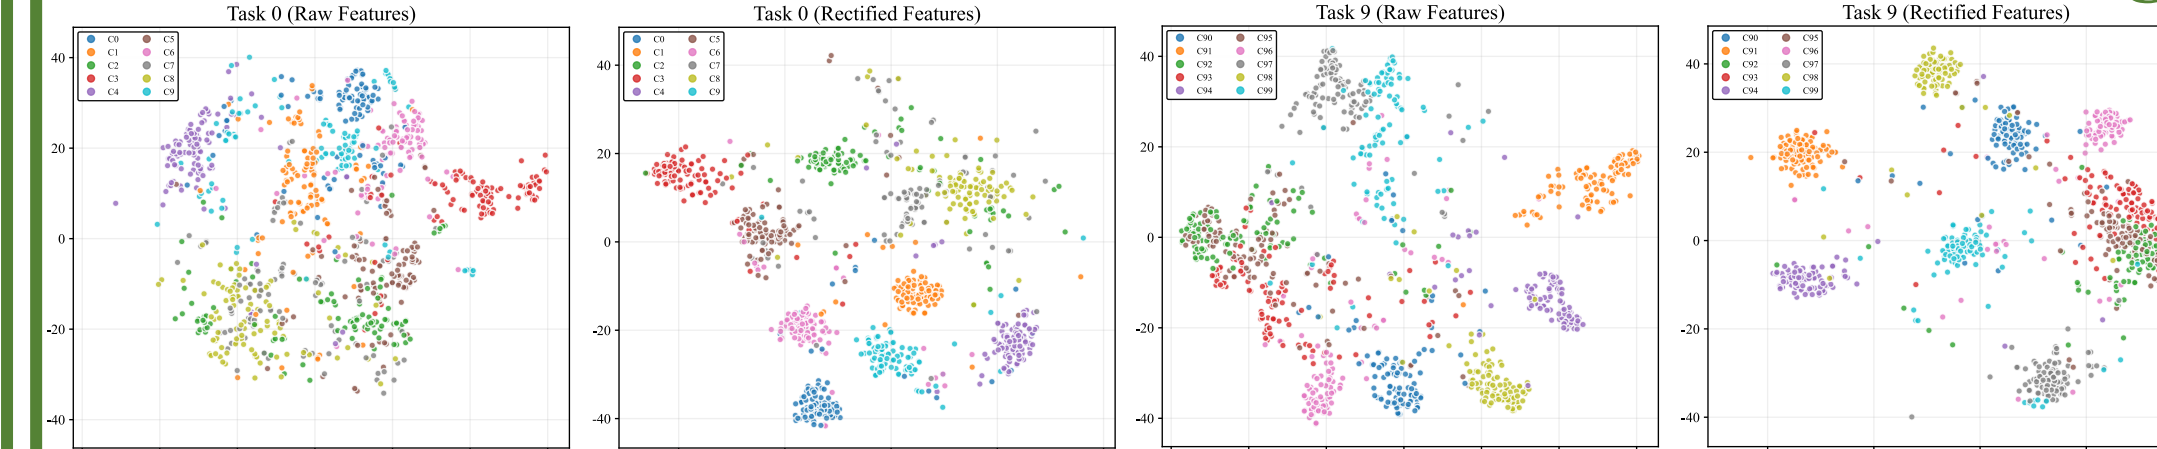 Task 0 (Raw Features)
C0 C5
C1 C6
C2 C7
C3 C8
C4 C9
40
20
0
-20
-40
Task 0 (Rectified Features)
C0 C5
C1 C6
C2 C7
C3 C8
C4 C9
40
20
0
-20
-40
Task 9 (Raw Features)
C90 C95
C91 C96
C92 C97
C93 C98
C94 C99
40
20
0
-20
-40
Task 9 (Rectified Features)
C90 C95
C91 C96
C92 C97
C93 C98
C94 C99
40
20
0
-20
-40